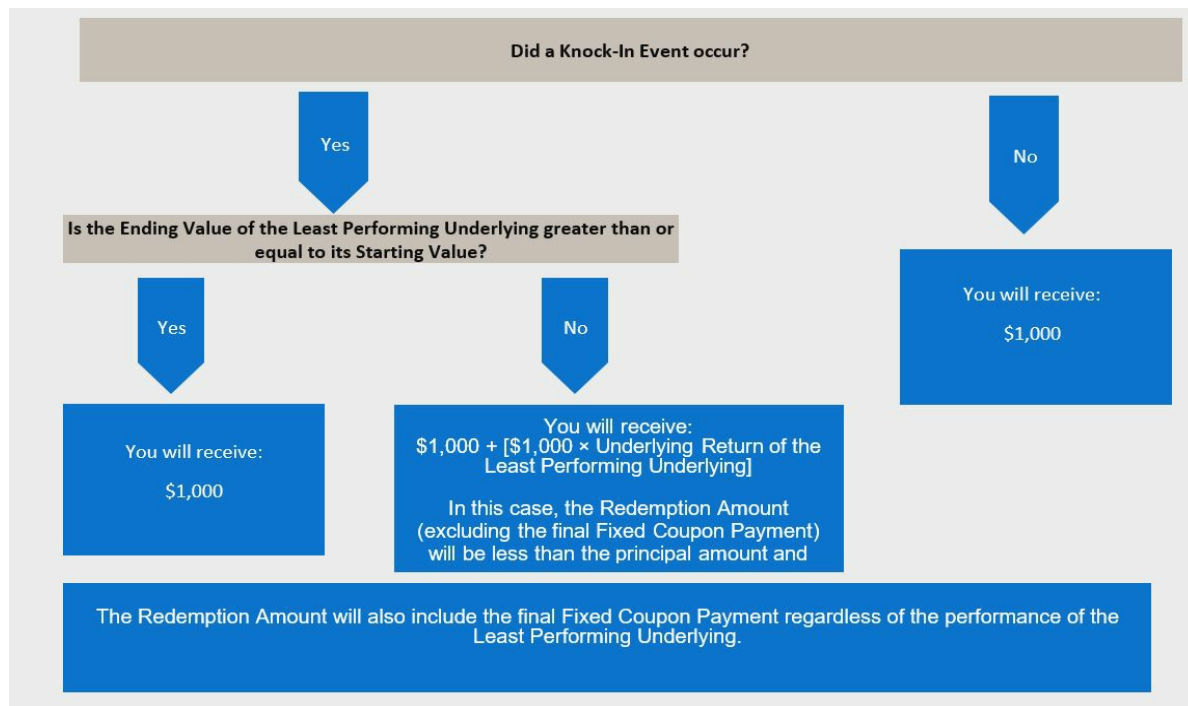 Did a Knock-In Event occur?
Yes
No
Is the Ending Value of the Least Performing Underlying greater than or
equal to its Starting Value?
You will receive:
$1,000
Yes
No
You will receive:
$1,000
You will receive:
$1,000 + [$1,000 × Underlying Return of the
Least Performing Underlying]
In this case, the Redemption Amount
(excluding the final Fixed Coupon Payment)
will be less than the principal amount and
The Redemption Amount will also include the final Fixed Coupon Payment regardless of the performance of the
Least Performing Underlying.